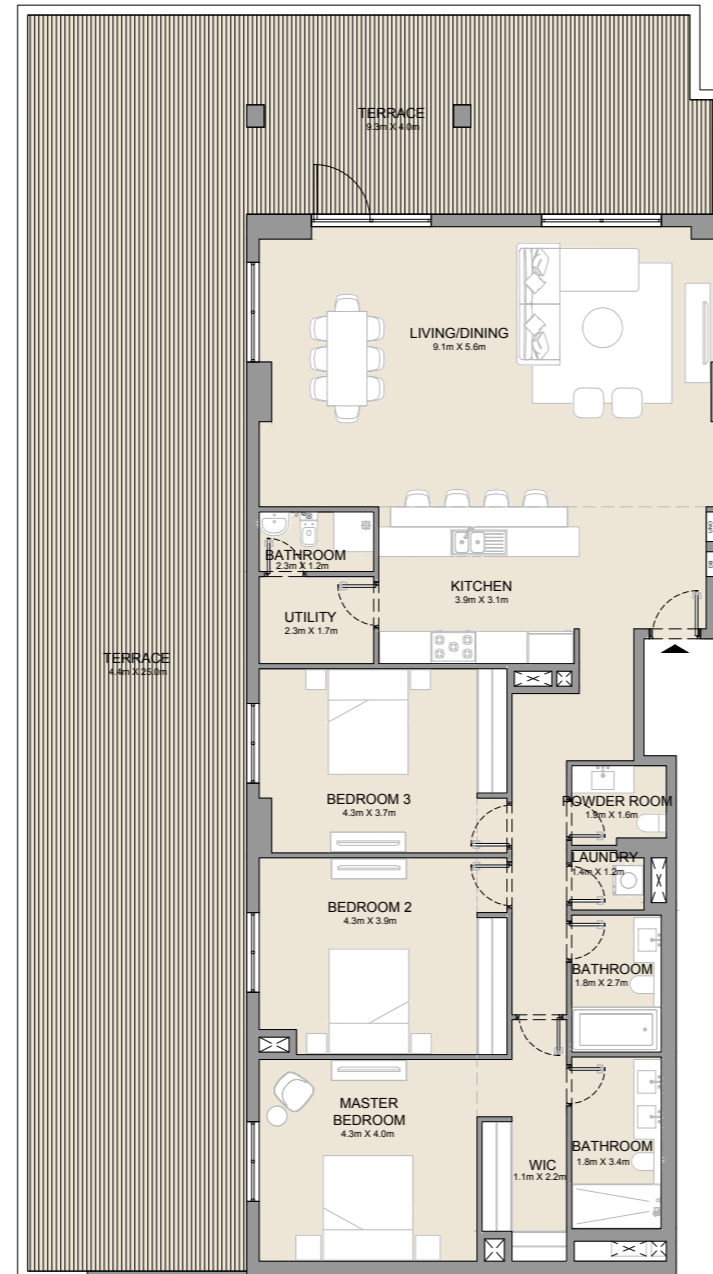 TERRACE
9.3m X 4.0m
LIVING/DINING
9.1m X 5.6m
UNO
DB
BATHROOM
2.3m X 1.2m
KITCHEN
3.9m X 3.1m
UTILITY
2.3m X 1.7m
TERRACE
4.4m X 25.0m
BEDROOM 3
4.3m X 3.7m
POWDER ROOM
1.9m X 1.6m
LAUNDRY
1.4m X 1.2m
BEDROOM 2
4.3m X 3.9m
BATHROOM
1.8m X 2.7m
MASTER
BEDROOM
4.3m X 4.0m
BATHROOM
1.8m X 3.4m
WIC
1.1m X 2.2m